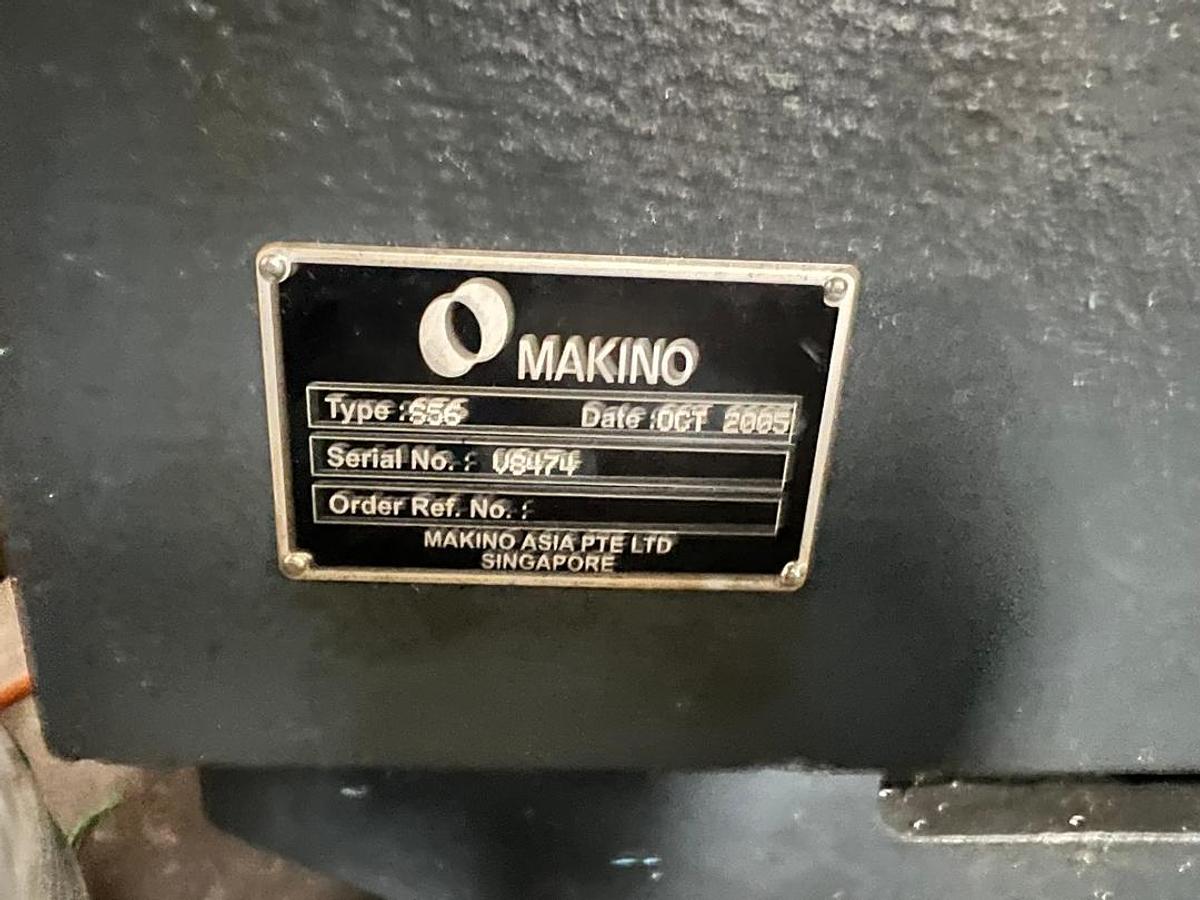 MAKINO
Type :S56 Date :OCT 2005
Serial No. : V8474
Order Ref. No. :
MAKINO ASIA PTE LTD
SINGAPORE